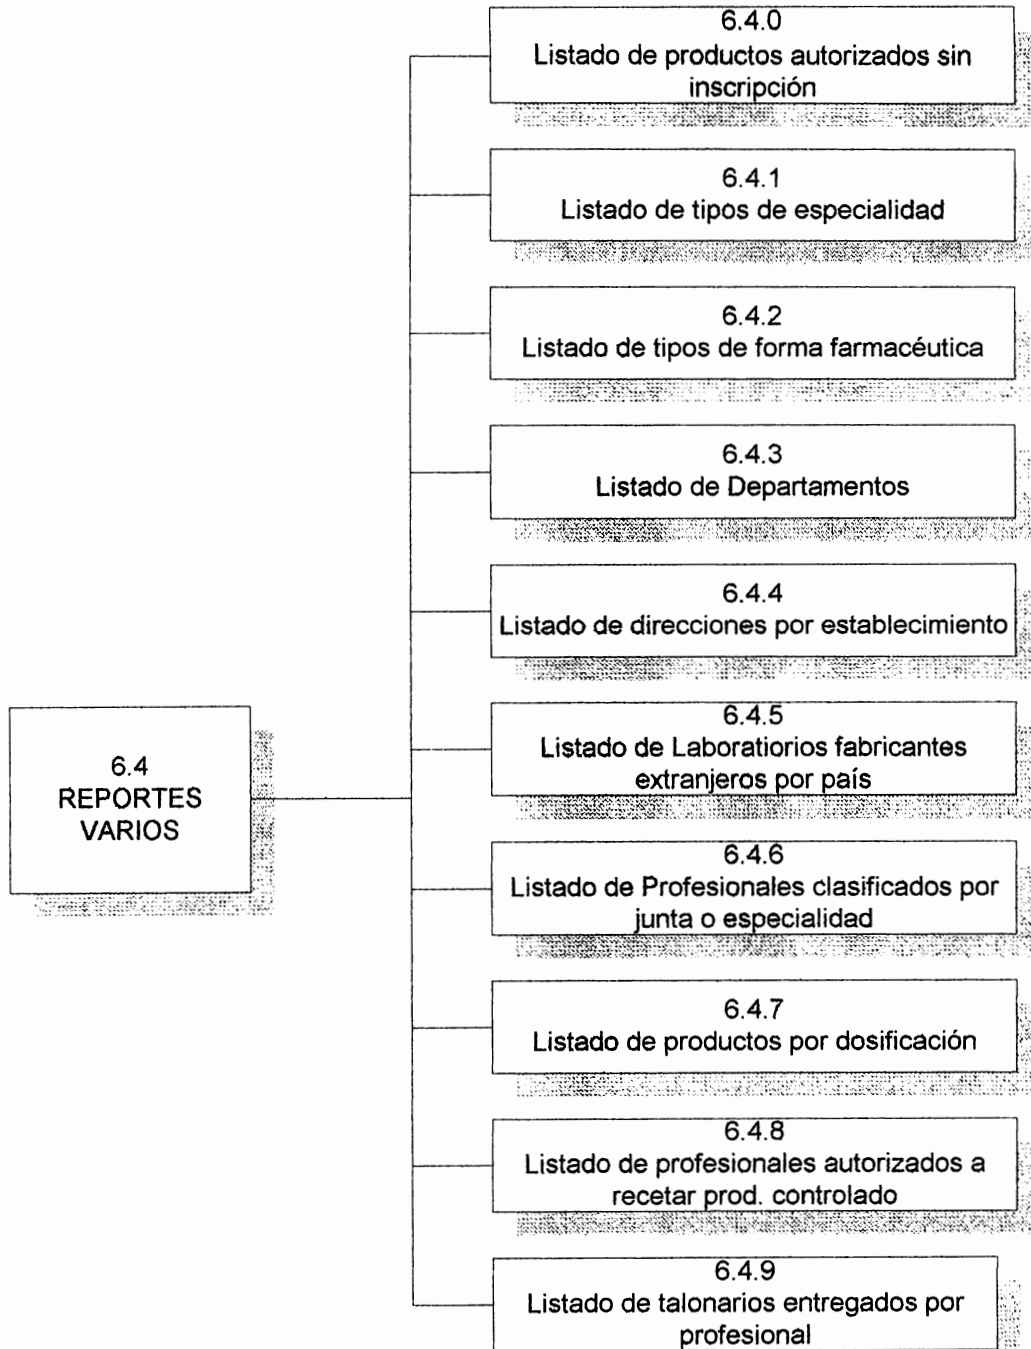 6.4.0
Listado de productos autorizados sin
inscripción
6.4.1
Listado de tipos de especialidad
6.4.2
Listado de tipos de forma farmacéutica
6.4.3
Listado de Departamentos
6.4.4
Listado de direcciones por establecimiento
6.4
REPORTES
VARIOS
6.4.5
Listado de Laboratiorios fabricantes
extranjeros por país
6.4.6
Listado de Profesionales clasificados por
junta o especialidad
6.4.7
Listado de productos por dosificación
6.4.8
Listado de profesionales autorizados a
recetar prod. controlado
6.4.9
Listado de talonarios entregados por
profesional